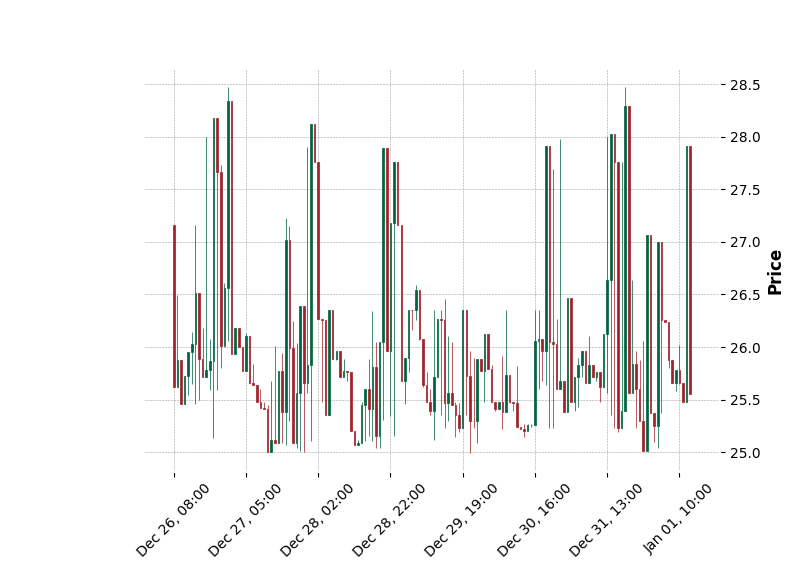 28.5
28.0
27.5
27.0
26.5
26.0
25.5
25.0
Price
Dec 26, 08:00
Dec 27, 05:00
Dec 28, 02:00
Dec 28, 22:00
Dec 29, 19:00
Dec 30, 16:00
Dec 31, 13:00
Jan 01, 10:00